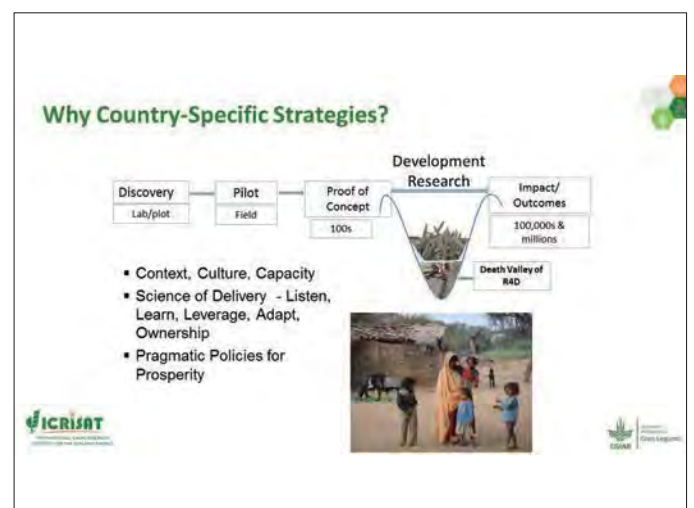 Why Country-Specific Strategies?
Development
Research
Discovery
Lab/plot
Pilot
Field
Proof of
Concept
100s
Impact/
Outcomes
100,000s &
millions
Death Valley of
R4D
▪ Context, Culture, Capacity
▪ Science of Delivery - Listen,
Learn, Leverage, Adapt,
Ownership
▪ Pragmatic Policies for
Prosperity
ICRISAT
CGIAR